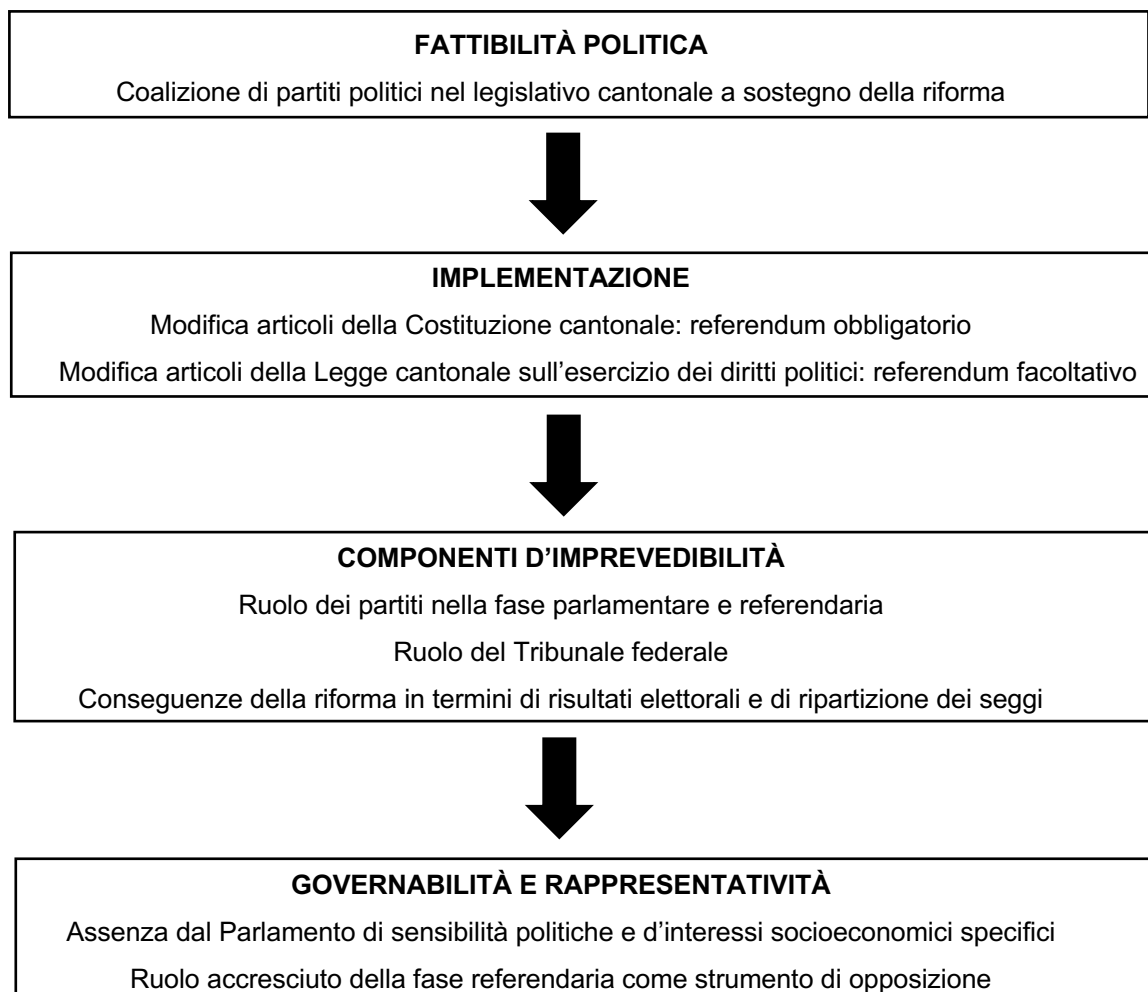 FATTIBILITÀ POLITICA
Coalizione di partiti politici nel legislativo cantonale a sostegno della riforma
IMPLEMENTAZIONE
Modifica articoli della Costituzione cantonale: referendum obbligatorio
Modifica articoli della Legge cantonale sull’esercizio dei diritti politici: referendum facoltativo
COMPONENTI D’IMPREVEDIBILITÀ
Ruolo dei partiti nella fase parlamentare e referendaria
Ruolo del Tribunale federale
Conseguenze della riforma in termini di risultati elettorali e di ripartizione dei seggi
GOVERNABILITÀ E RAPPRESENTATIVITÀ
Assenza dal Parlamento di sensibilità politiche e d’interessi socioeconomici specifici
Ruolo accresciuto della fase referendaria come strumento di opposizione